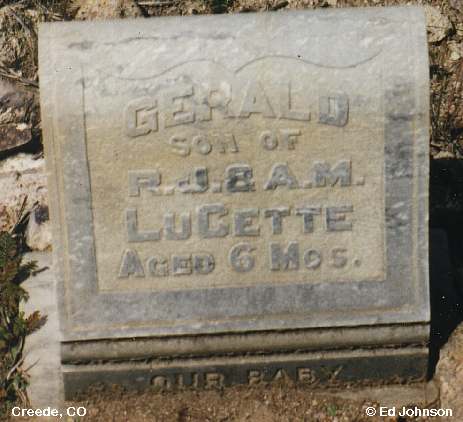 GERALD
SON OF
R.J. & A.M.
LUCETTE
AGED 6 MOS.
OUR BABY
Creede, CO
© Ed Johnson